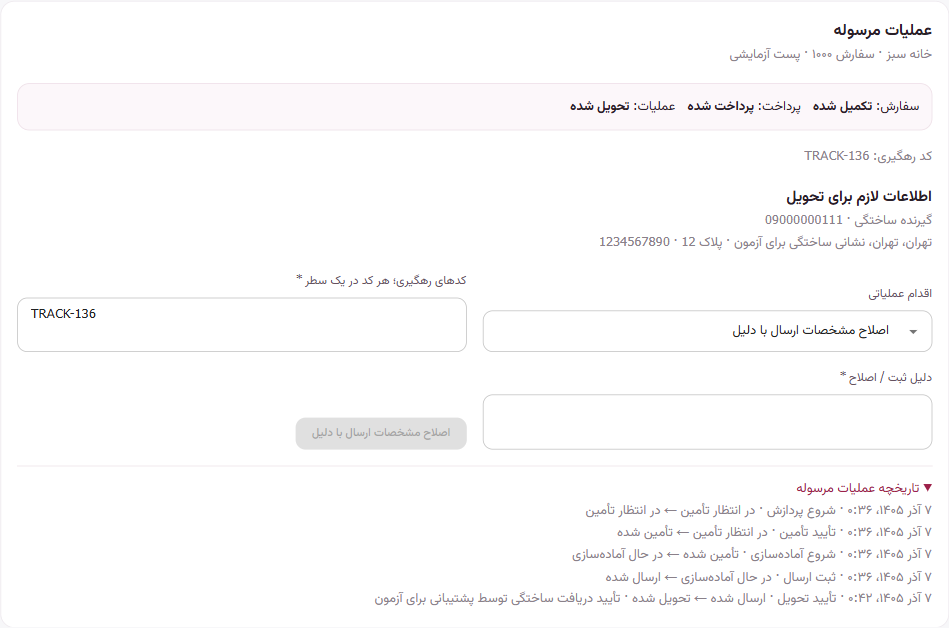 عملیات مرسوله
خانه سبز · سفارش ۱۰۰۰ · پست آزمایشی
سفارش: تکمیل شده پرداخت: پرداخت شده عملیات: تحویل شده
کد رهگیری: TRACK-136
اطلاعات لازم برای تحویل
گیرنده ساختگی · 09000000111
تهران، تهران، نشانی ساختگی برای آزمون · پلاک 12 · 1234567890
اقدام عملیاتی
اصلاح مشخصات ارسال با دلیل
کدهای رهگیری؛ هر کد در یک سطر *
TRACK-136
دلیل ثبت / اصلاح *
اصلاح مشخصات ارسال با دلیل
▼ تاریخچه عملیات مرسوله
۷ آذر ۱۴۰۵، ۰:۳۶ · شروع پردازش · در انتظار تأمین ← در انتظار تأمین
۷ آذر ۱۴۰۵، ۰:۳۶ · تأیید تأمین · در انتظار تأمین ← تأمین شده
۷ آذر ۱۴۰۵، ۰:۳۶ · شروع آماده‌سازی · تأمین شده ← در حال آماده‌سازی
۷ آذر ۱۴۰۵، ۰:۳۶ · ثبت ارسال · در حال آماده‌سازی ← ارسال شده
۷ آذر ۱۴۰۵، ۰:۴۲ · تأیید تحویل · ارسال شده ← تحویل شده · تأیید دریافت ساختگی توسط پشتیبانی برای آزمون